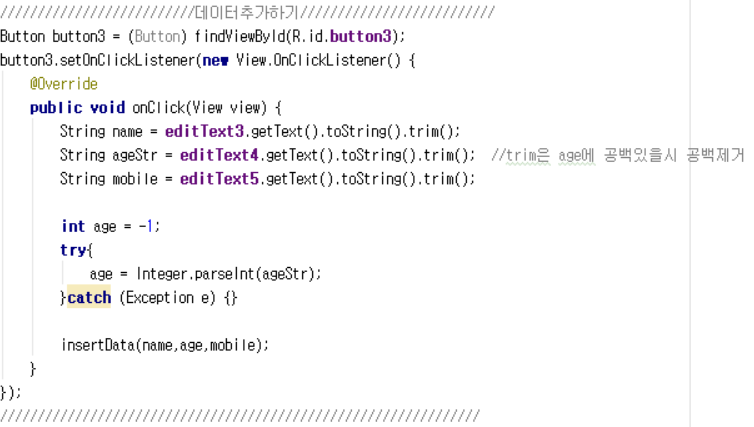 //////////////////////////데이터추가하기//////////////////////////
Button button3 = (Button) findViewById(R.id.button3);
button3.setOnClickListener(new View.OnClickListener() {
@Override
public void onClick(View view) {
String name = editText3.getText().toString().trim();
String ageStr = editText4.getText().toString().trim(); //trim은 age에 공백있을시 공백제거
String mobile = editText5.getText().toString().trim();
int age = -1;
try{
age = Integer.parseInt(ageStr);
}catch (Exception e) {}
insertData(name,age,mobile);
}
});
////////////////////////////////////////////////////////////////